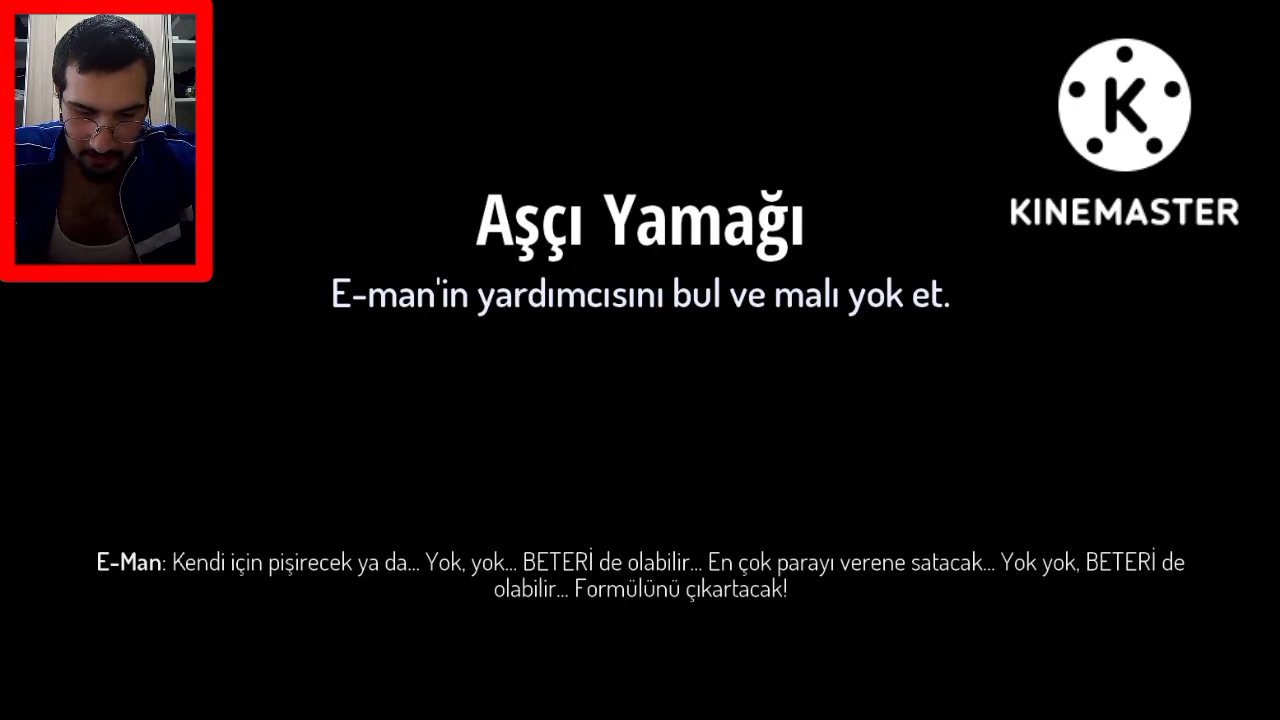 K
KINEMASTER
Aşçı Yamağı
E-man'in yardımcısını bul ve malı yok et.
E-Man: Kendi için pişirecek ya da... Yok, yok... BETERİ de olabilir... En çok parayı verene satacak... Yok yok, BETERİ de
olabilir... Formülünü çıkartacak!